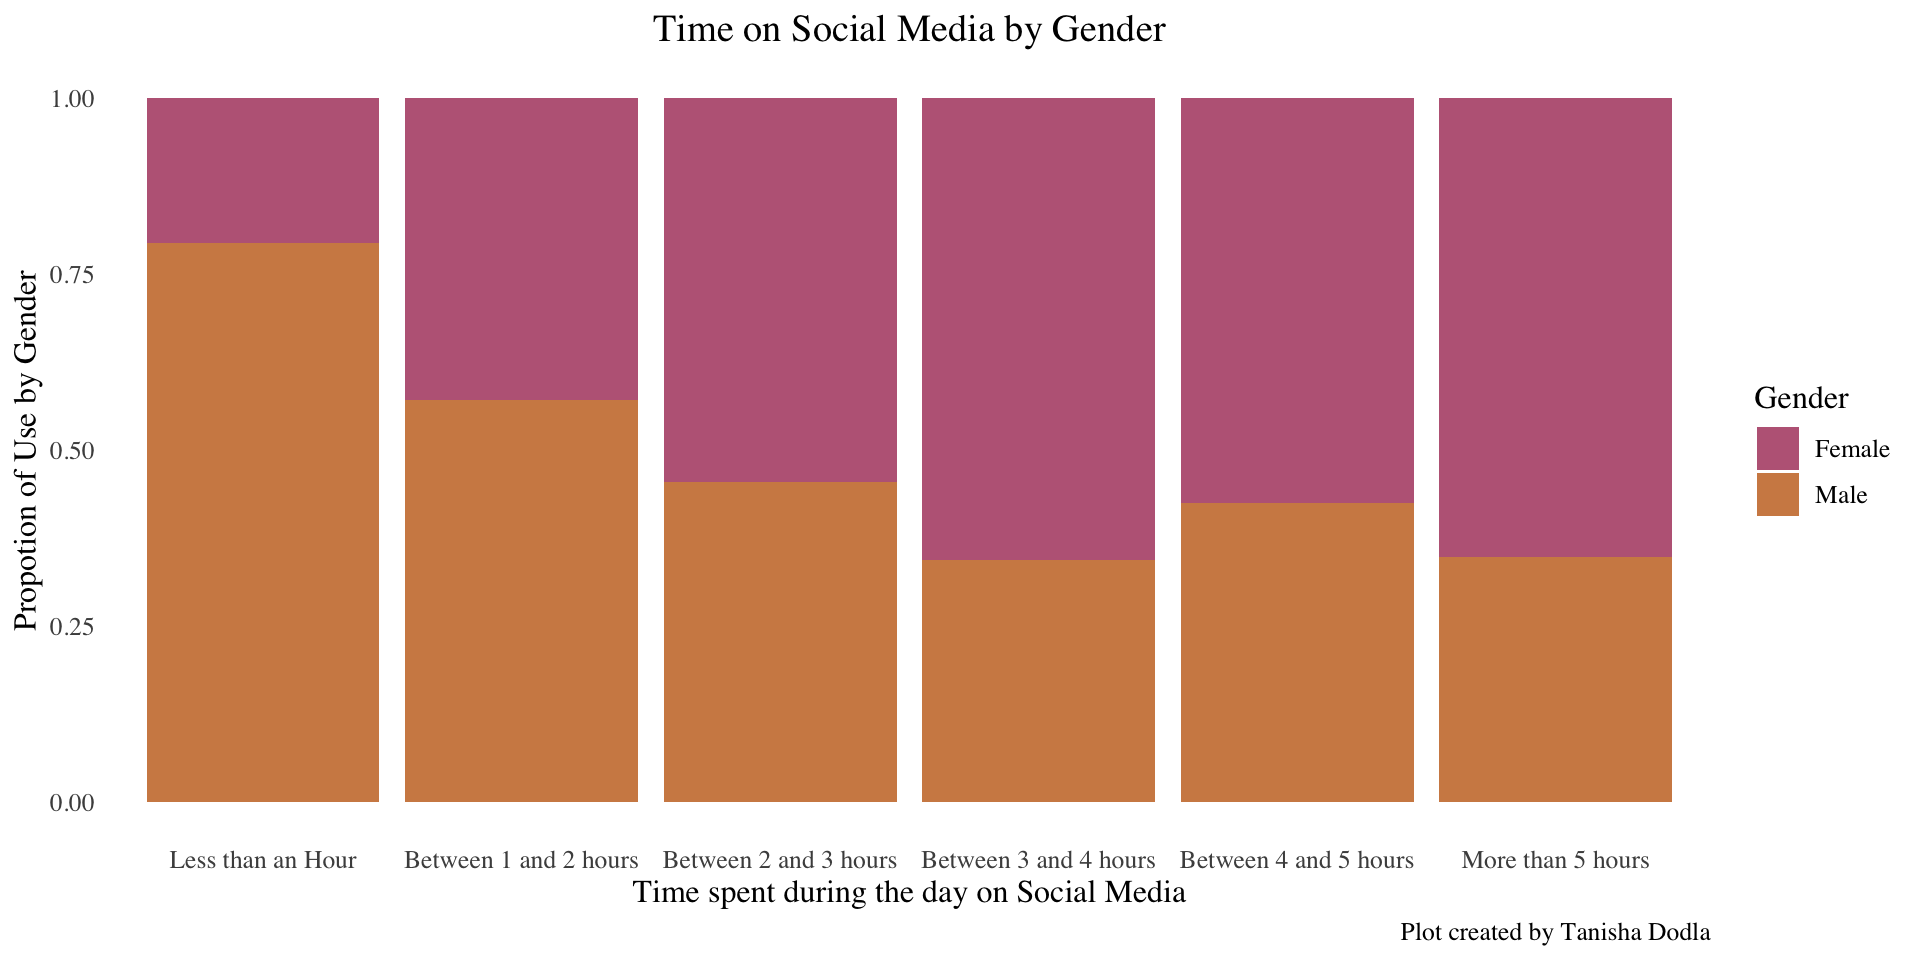 Time on Social Media by Gender
1.00
0.75
0.50
0.25
0.00
Propotion of Use by Gender
Less than an Hour
Between 1 and 2 hours
Between 2 and 3 hours
Between 3 and 4 hours
Between 4 and 5 hours
More than 5 hours
Time spent during the day on Social Media
Gender
Female
Male
Plot created by Tanisha Dodla